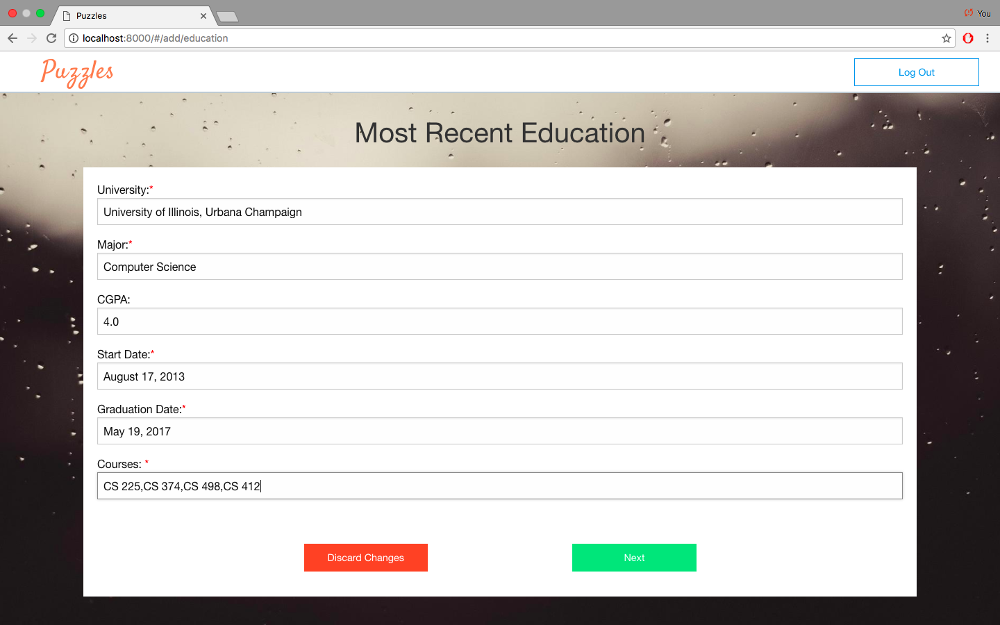 Puzzles
You
localhost:8000/#/add/education
Puzzles
Log Out
Most Recent Education
University:*
University of Illinois, Urbana Champaign
Major:*
Computer Science
CGPA:
4.0
Start Date:*
August 17, 2013
Graduation Date:*
May 19, 2017
Courses: *
CS 225,CS 374,CS 498,CS 412
Discard Changes
Next